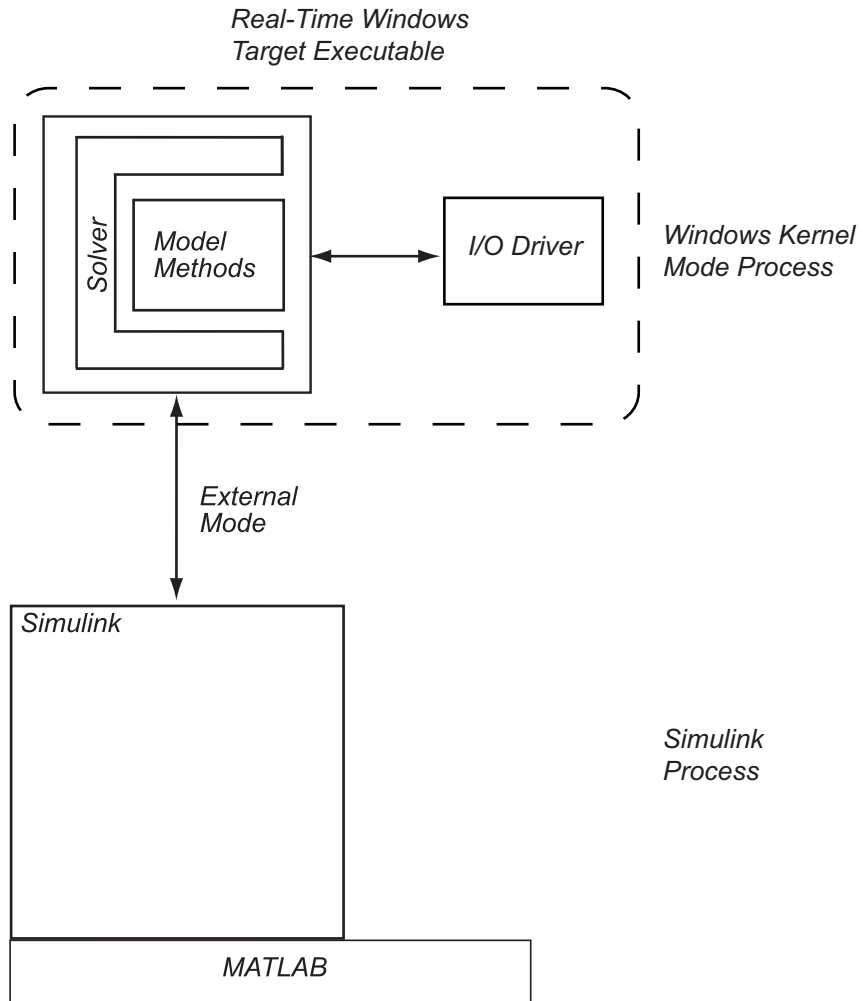 Real-Time Windows
Target Executable
Solver
Model
Methods
I/O Driver
Windows Kernel
Mode Process
External
Mode
Simulink
Simulink
Process
MATLAB